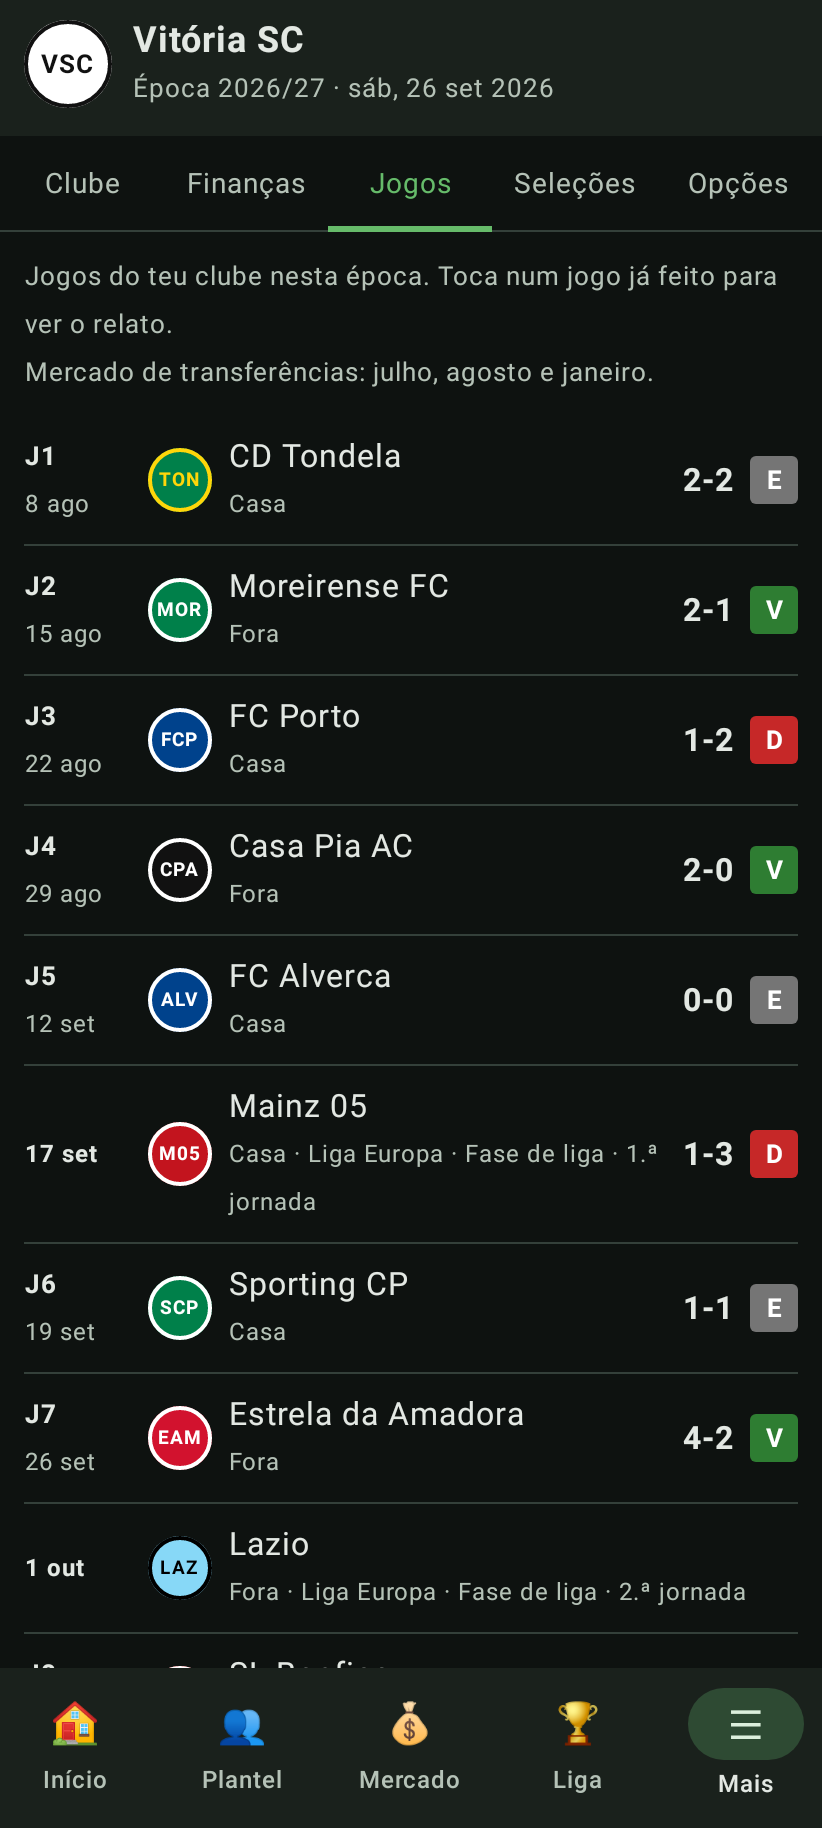 VSC
Vitória SC
Época 2026/27 · sáb, 26 set 2026
Clube
Finanças
Jogos
Seleções
Opções
Jogos do teu clube nesta época. Toca num jogo já feito para
ver o relato.
Mercado de transferências: julho, agosto e janeiro.
J1
8 ago
TON
CD Tondela
Casa
2-2
E
J2
15 ago
MOR
Moreirense FC
Fora
2-1
V
J3
22 ago
FCP
FC Porto
Casa
1-2
D
J4
29 ago
CPA
Casa Pia AC
Fora
2-0
V
J5
12 set
ALV
FC Alverca
Casa
0-0
E
17 set
M05
Mainz 05
Casa · Liga Europa · Fase de liga · 1.ª
jornada
1-3
D
J6
19 set
SCP
Sporting CP
Casa
1-1
E
J7
26 set
EAM
Estrela da Amadora
Fora
4-2
V
1 out
LAZ
Lazio
Fora · Liga Europa · Fase de liga · 2.ª jornada
Início
Plantel
Mercado
Liga
Mais